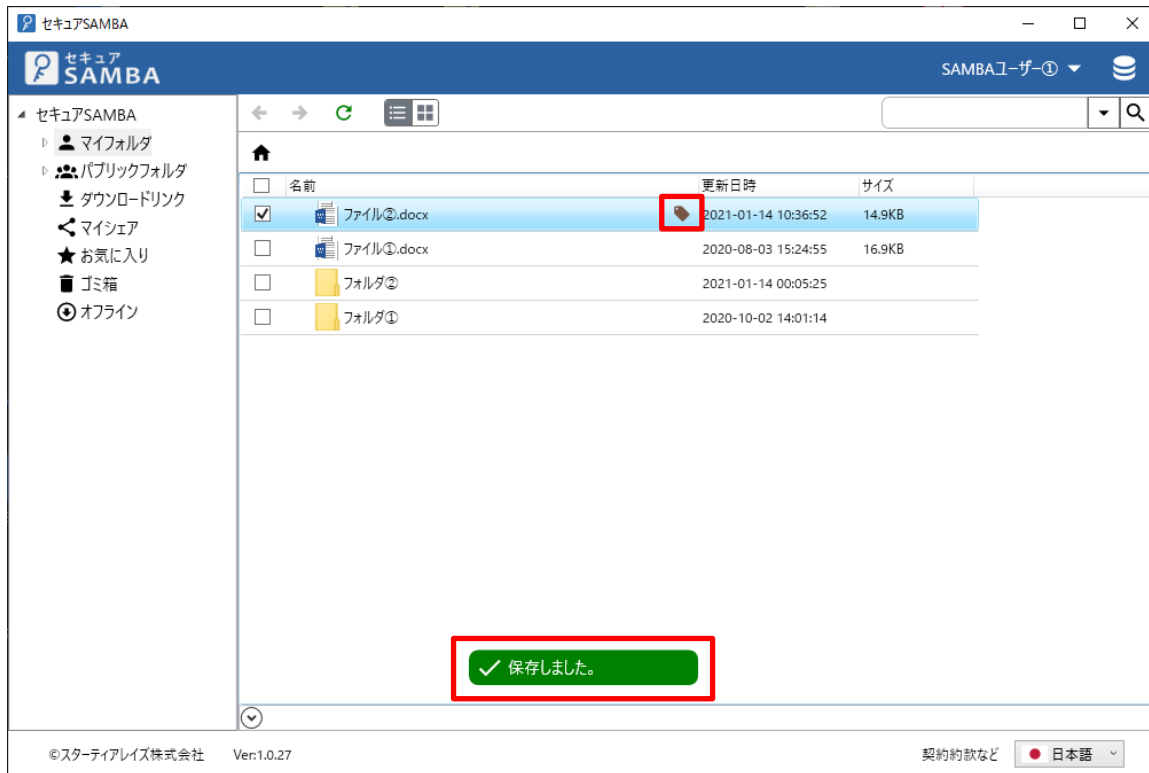 セキュアSAMBA
セキュア
SAMBA
SAMBAユーザー①
セキュアSAMBA
マイフォルダ
パブリックフォルダ
ダウンロードリンク
マイシェア
お気に入り
ゴミ箱
オフライン
名前 更新日時 サイズ
ファイル②.docx 2021-01-14 10:36:52 14.9KB
ファイル①.docx 2020-08-03 15:24:55 16.9KB
フォルダ② 2021-01-14 00:05:25
フォルダ① 2020-10-02 14:01:14
保存しました。
©スターティアレイズ株式会社 Ver:1.0.27 契約約款など 日本語